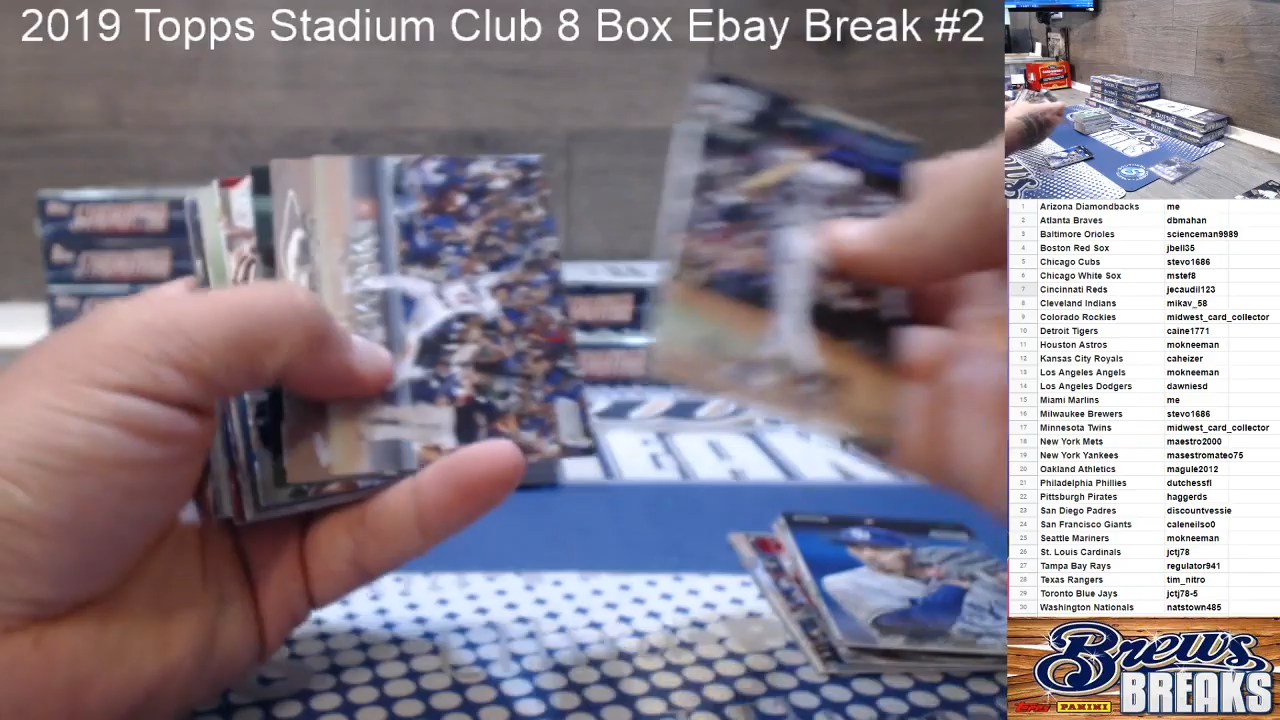 2019 Topps Stadium Club 8 Box Ebay Break #2
1 Arizona Diamondbacks me
2 Atlanta Braves dbmahan
3 Baltimore Orioles scienceman9989
4 Boston Red Sox jbell35
5 Chicago Cubs stevo1686
6 Chicago White Sox mstef8
7 Cincinnati Reds jecaudil123
8 Cleveland Indians mikav_58
9 Colorado Rockies midwest_card_collector
10 Detroit Tigers caine1771
11 Houston Astros mokneeman
12 Kansas City Royals caheizer
13 Los Angeles Angels mokneeman
14 Los Angeles Dodgers dawniesd
15 Miami Marlins me
16 Milwaukee Brewers stevo1686
17 Minnesota Twins midwest_card_collector
18 New York Mets maestro2000
19 New York Yankees masestromateo75
20 Oakland Athletics magule2012
21 Philadelphia Phillies dutchessfl
22 Pittsburgh Pirates haggerds
23 San Diego Padres discountvessie
24 San Francisco Giants caleneilso0
25 Seattle Mariners mokneeman
26 St. Louis Cardinals jctj78
27 Tampa Bay Rays regulator941
28 Texas Rangers tim_nitro
29 Toronto Blue Jays jctj78-5
30 Washington Nationals natstown485
Brews
BREAKS
Topps PANINI